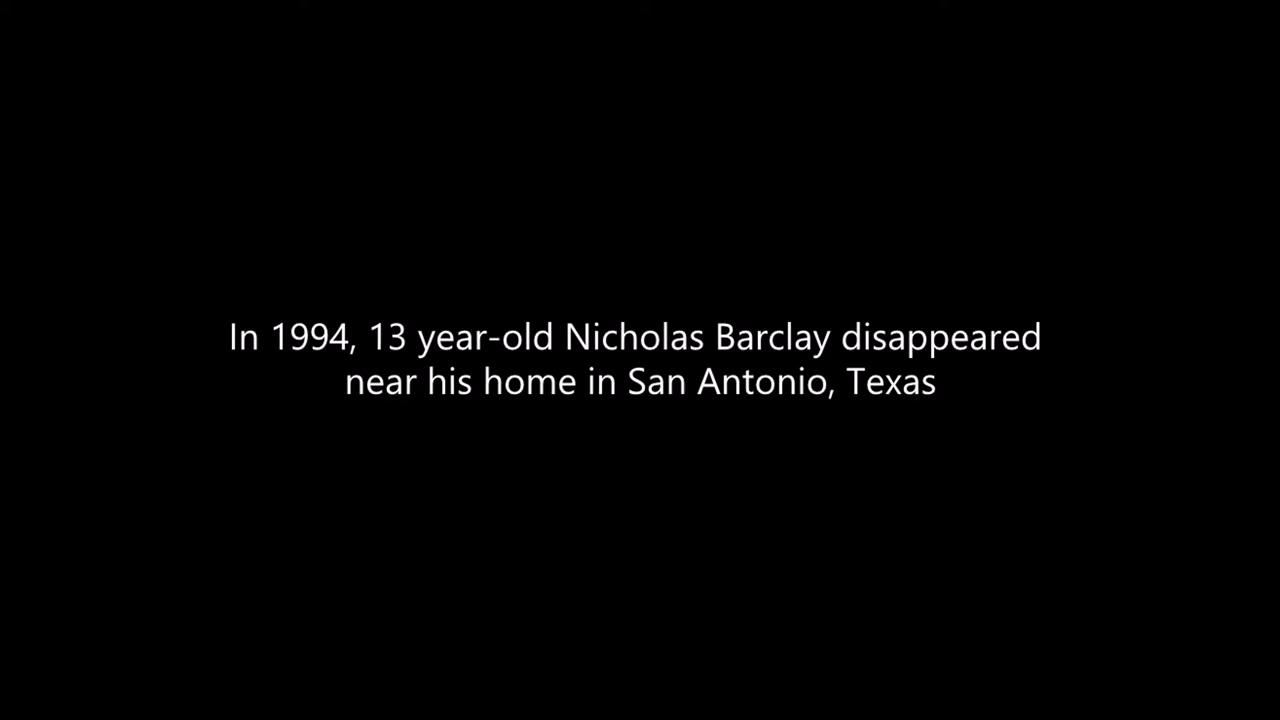 In 1994, 13 year-old Nicholas Barclay disappeared
near his home in San Antonio, Texas